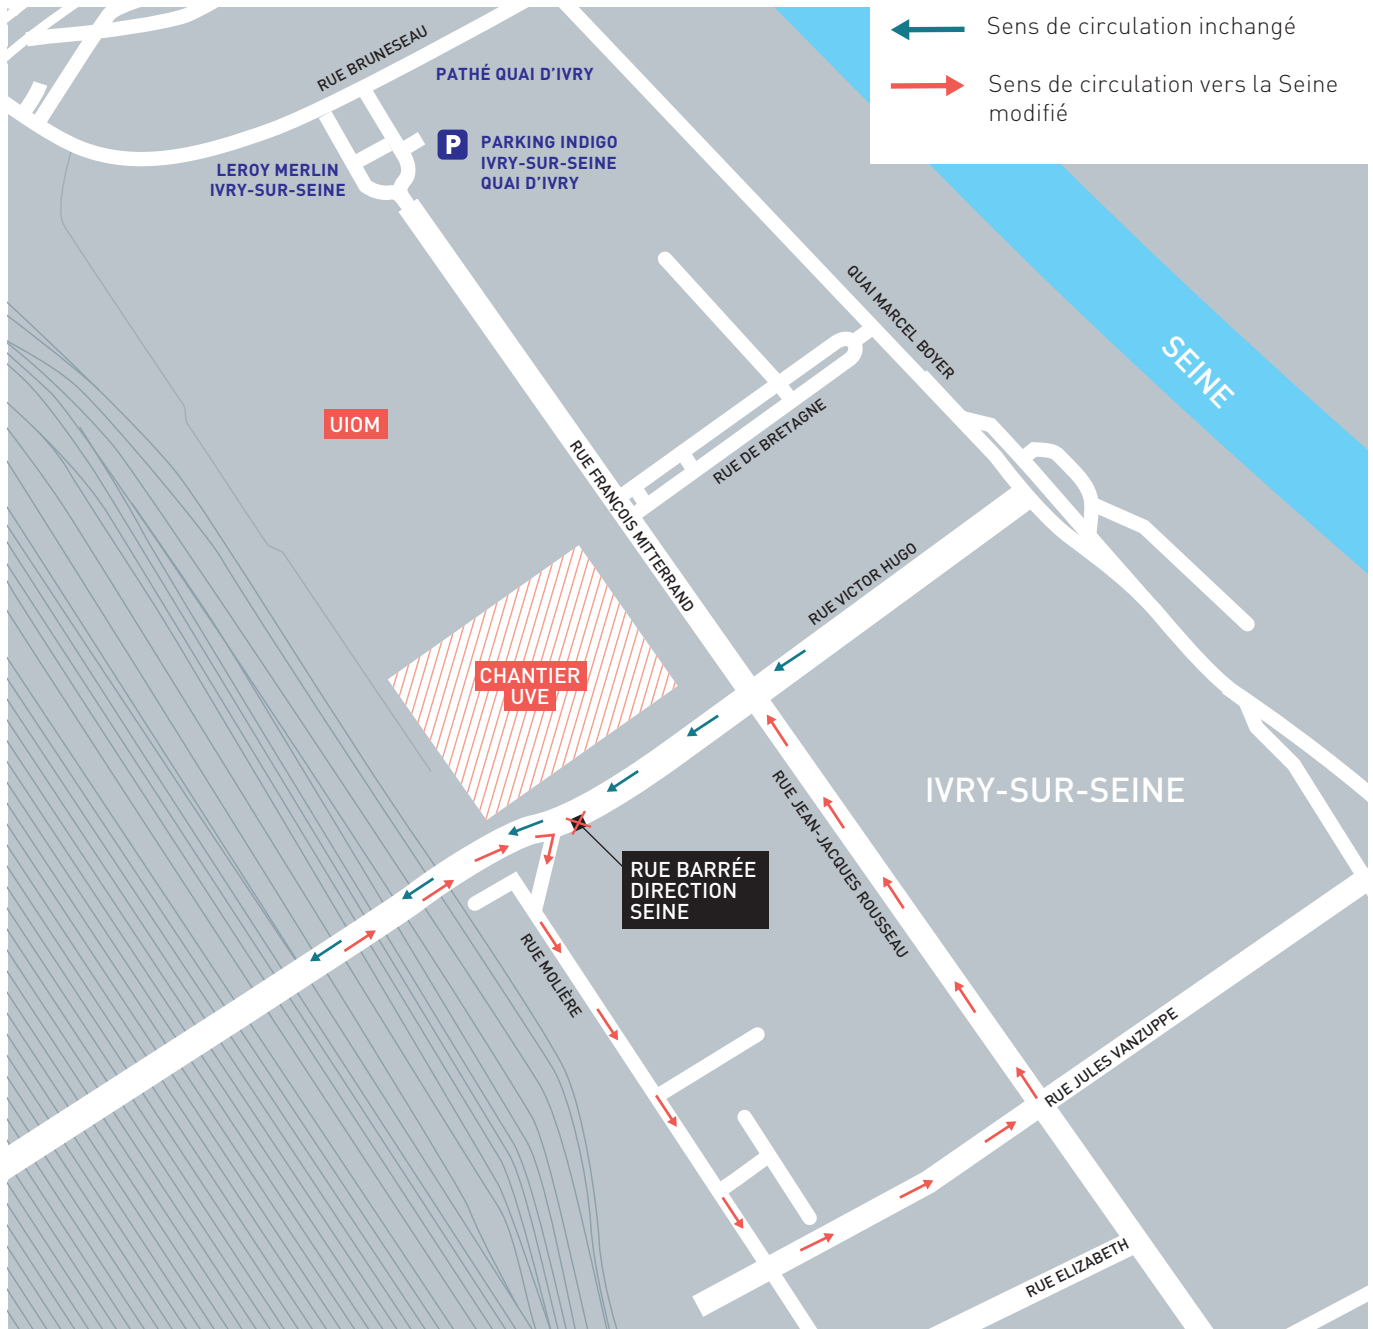 Sens de circulation inchangé
Sens de circulation vers la Seine
modifié
RUE BRUNESEAU
PATHÉ QUAI D'IVRY
P
PARKING INDIGO
IVRY-SUR-SEINE
QUAI D'IVRY
LEROY MERLIN
IVRY-SUR-SEINE
QUAI MARCEL BOYER
SEINE
UIOM
RUE DE BRETAGNE
RUE FRANÇOIS MITTERRAND
RUE VICTOR HUGO
CHANTIER
UVE
IVRY-SUR-SEINE
RUE JEAN-JACQUES ROUSSEAU
RUE BARRÉE
DIRECTION
SEINE
RUE MOLIÈRE
RUE JULES VANZUPPE
RUE ELIZABETH